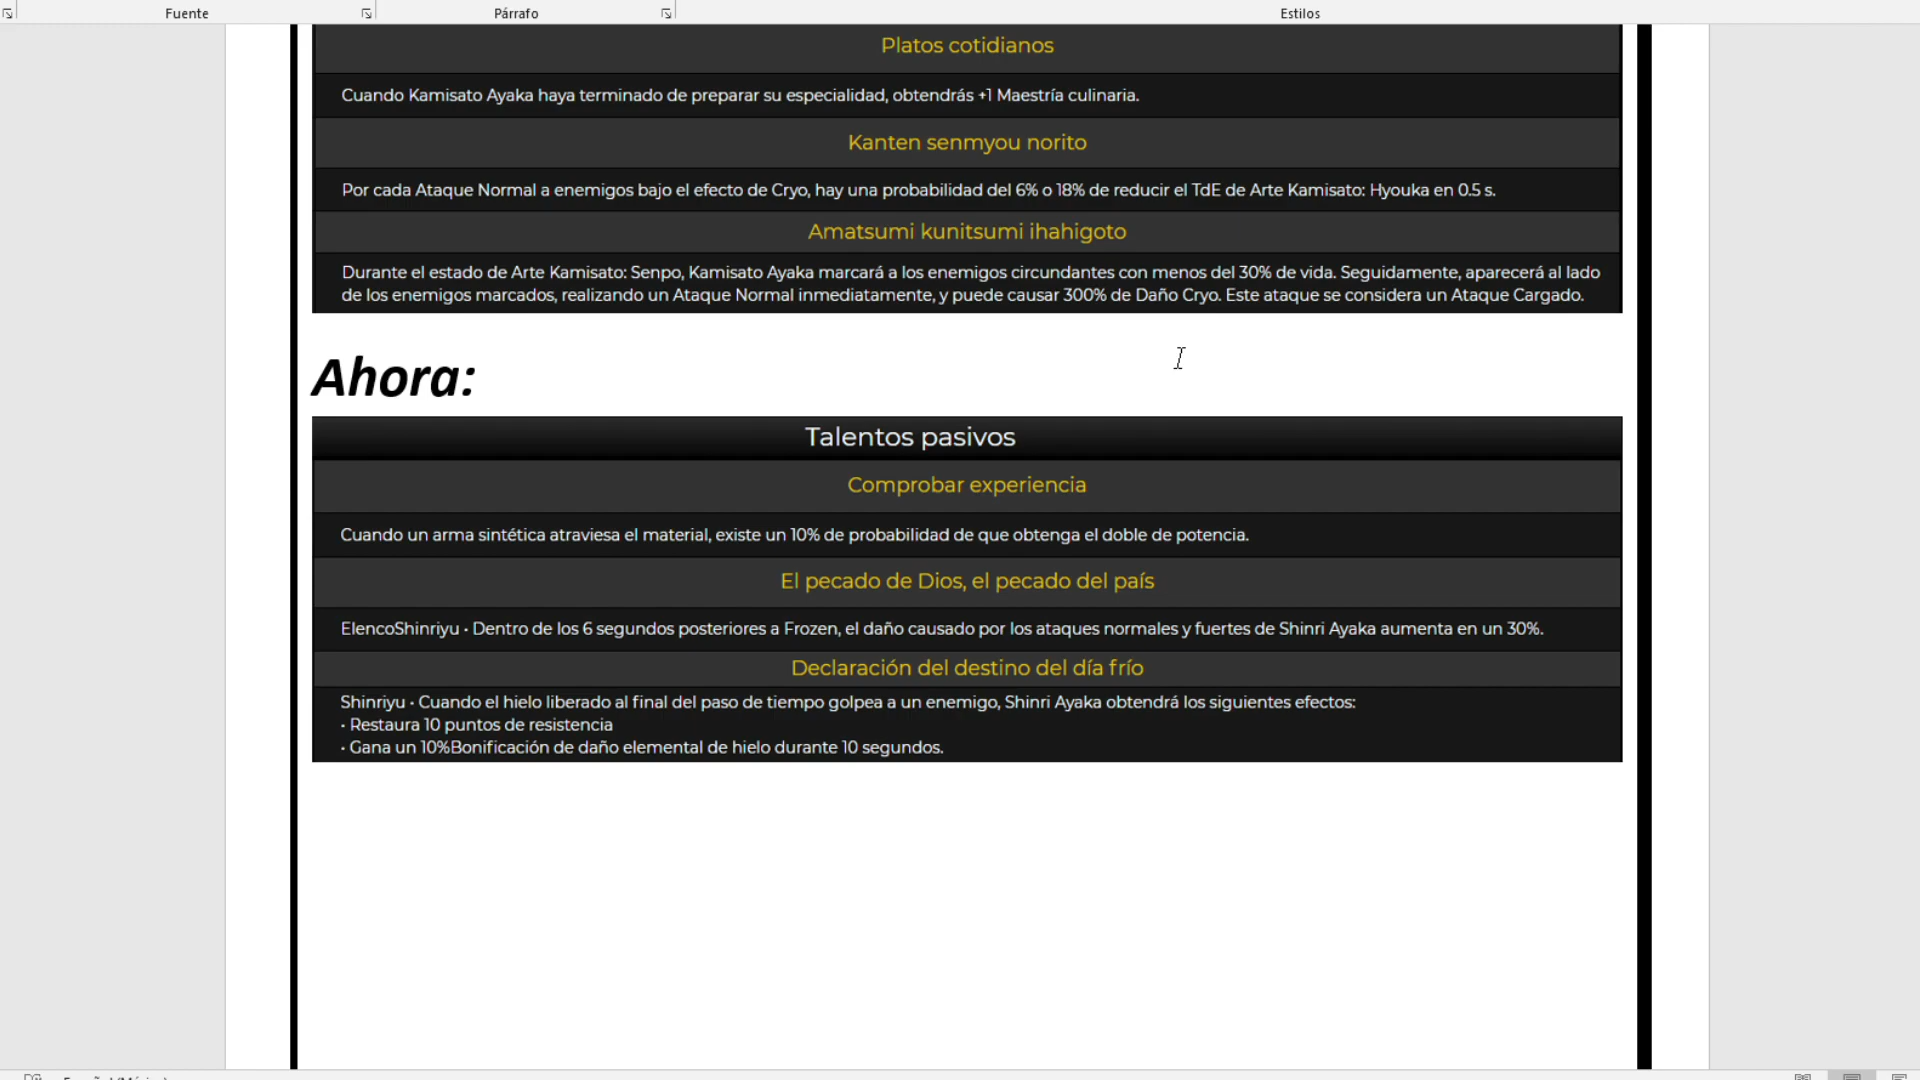 Fuente
Párrafo
Estilos
Platos cotidianos
Cuando Kamisato Ayaka haya terminado de preparar su especialidad, obtendrás +1 Maestría culinaria.
Kanten senmyou norito
Por cada Ataque Normal a enemigos bajo el efecto de Cryo, hay una probabilidad del 6% o 18% de reducir el TdE de Arte Kamisato: Hyouka en 0.5 s.
Amatsumi kunitsumi ihahigoto
Durante el estado de Arte Kamisato: Senpo, Kamisato Ayaka marcará a los enemigos circundantes con menos del 30% de vida. Seguidamente, aparecerá al lado
de los enemigos marcados, realizando un Ataque Normal inmediatamente, y puede causar 300% de Daño Cryo. Este ataque se considera un Ataque Cargado.
Ahora:
Talentos pasivos
Comprobar experiencia
Cuando un arma sintética atraviesa el material, existe un 10% de probabilidad de que obtenga el doble de potencia.
El pecado de Dios, el pecado del país
ElencoShinriyu · Dentro de los 6 segundos posteriores a Frozen, el daño causado por los ataques normales y fuertes de Shinri Ayaka aumenta en un 30%.
Declaración del destino del día frío
Shinriyu · Cuando el hielo liberado al final del paso de tiempo golpea a un enemigo, Shinri Ayaka obtendrá los siguientes efectos:
· Restaura 10 puntos de resistencia
· Gana un 10%Bonificación de daño elemental de hielo durante 10 segundos.